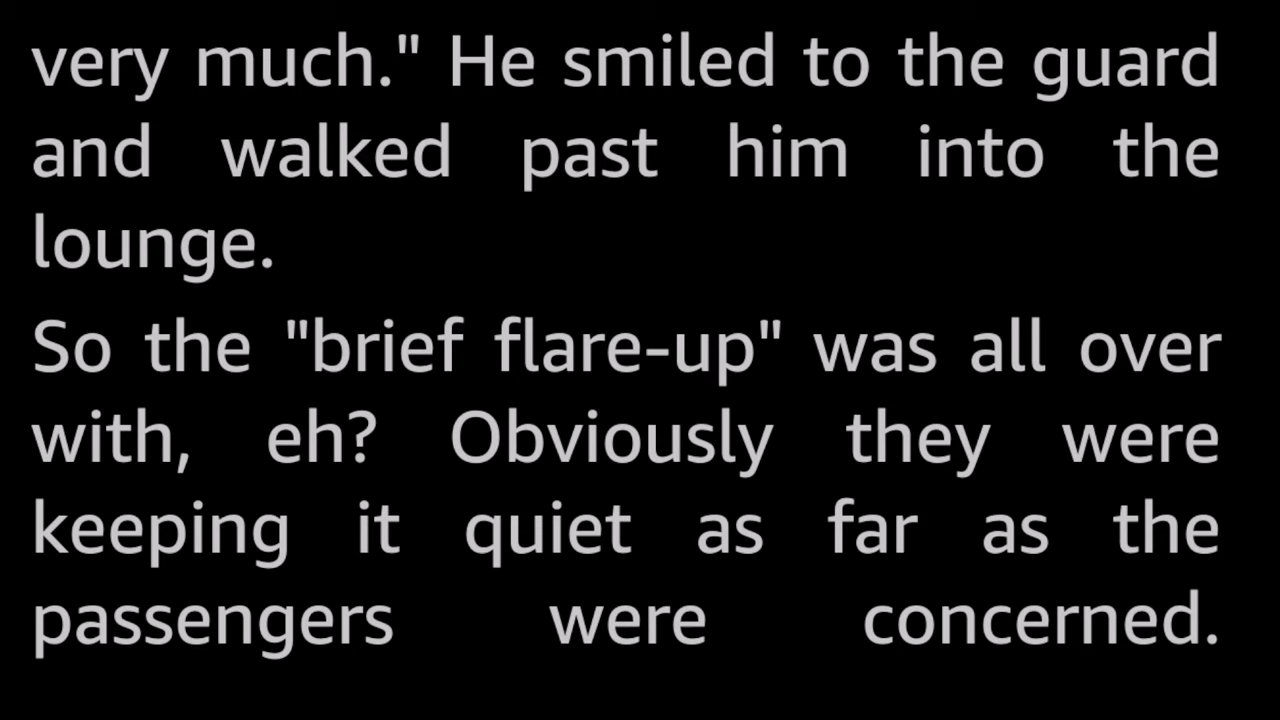 very much." He smiled to the guard
and walked past him into the
lounge.
So the "brief flare-up" was all over
with, eh? Obviously they were
keeping it quiet as far as the
passengers were concerned.